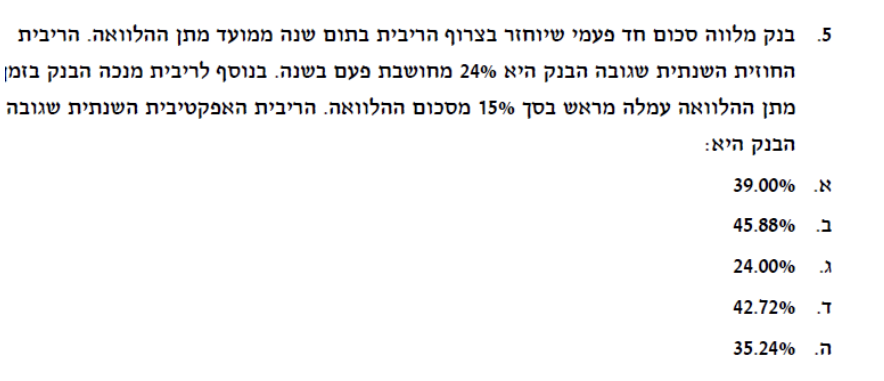 5. בנק מלווה סכום חד פעמי שיוחזר בצרוף הריבית בתום שנה ממועד מתן ההלוואה. הריבית
החוזית השנתית שגובה הבנק היא 24% מחושבת פעם בשנה. בנוסף לריבית מנכה הבנק בזמן
מתן ההלוואה עמלה מראש בסך 15% מסכום ההלוואה. הריבית האפקטיבית השנתית שגובה
הבנק היא:
א. 39.00%
ב. 45.88%
ג. 24.00%
ד. 42.72%
ה. 35.24%